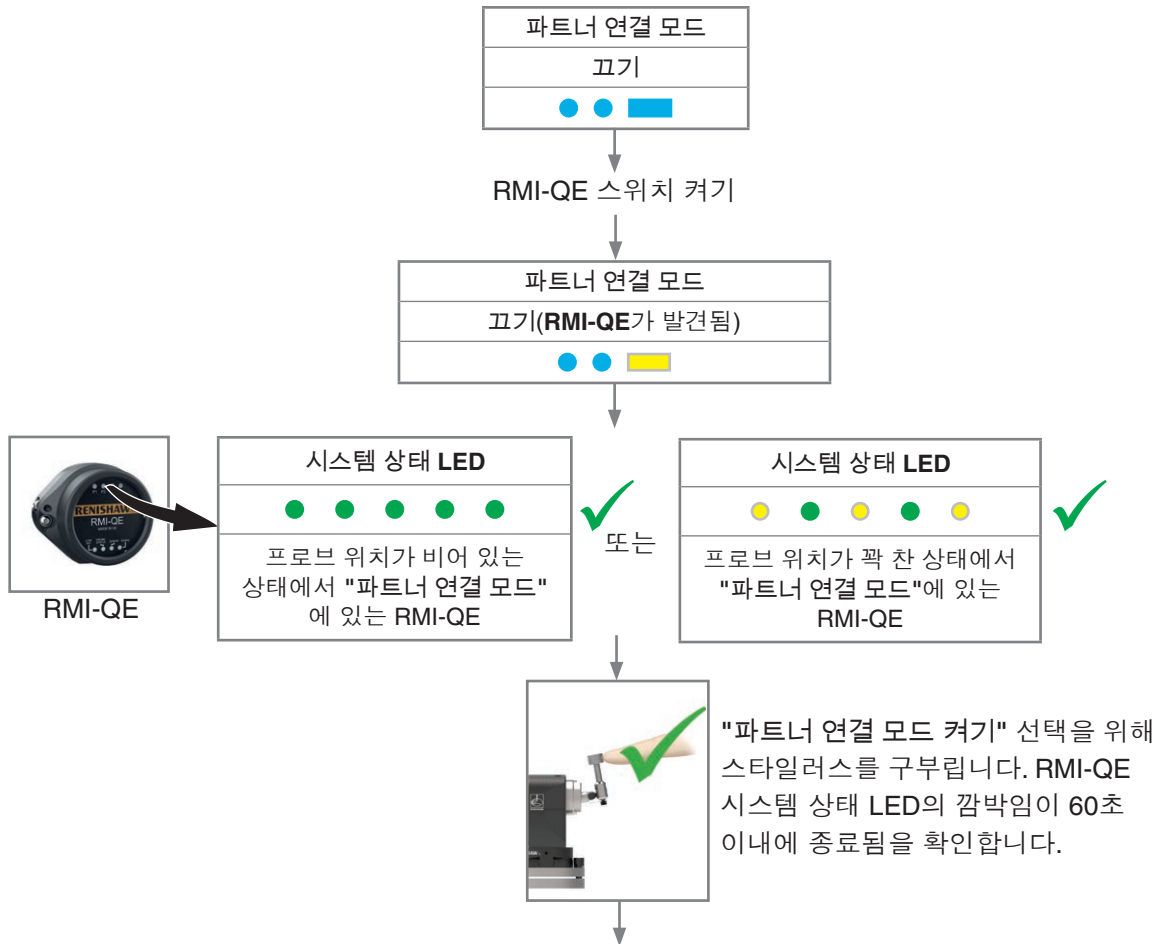 파트너 연결 모드
끄기
RMI-QE 스위치 켜기
파트너 연결 모드
끄기(RMI-QE가 발견됨)
RENISHAW
RMI-QE
RMI-QE
시스템 상태 LED
프로브 위치가 비어 있는
상태에서 "파트너 연결 모드"
에 있는 RMI-QE
또는
시스템 상태 LED
프로브 위치가 꽉 찬 상태에서
"파트너 연결 모드"에 있는
RMI-QE
"파트너 연결 모드 켜기" 선택을 위해
스타일러스를 구부립니다. RMI-QE
시스템 상태 LED의 깜박임이 60초
이내에 종료됨을 확인합니다.